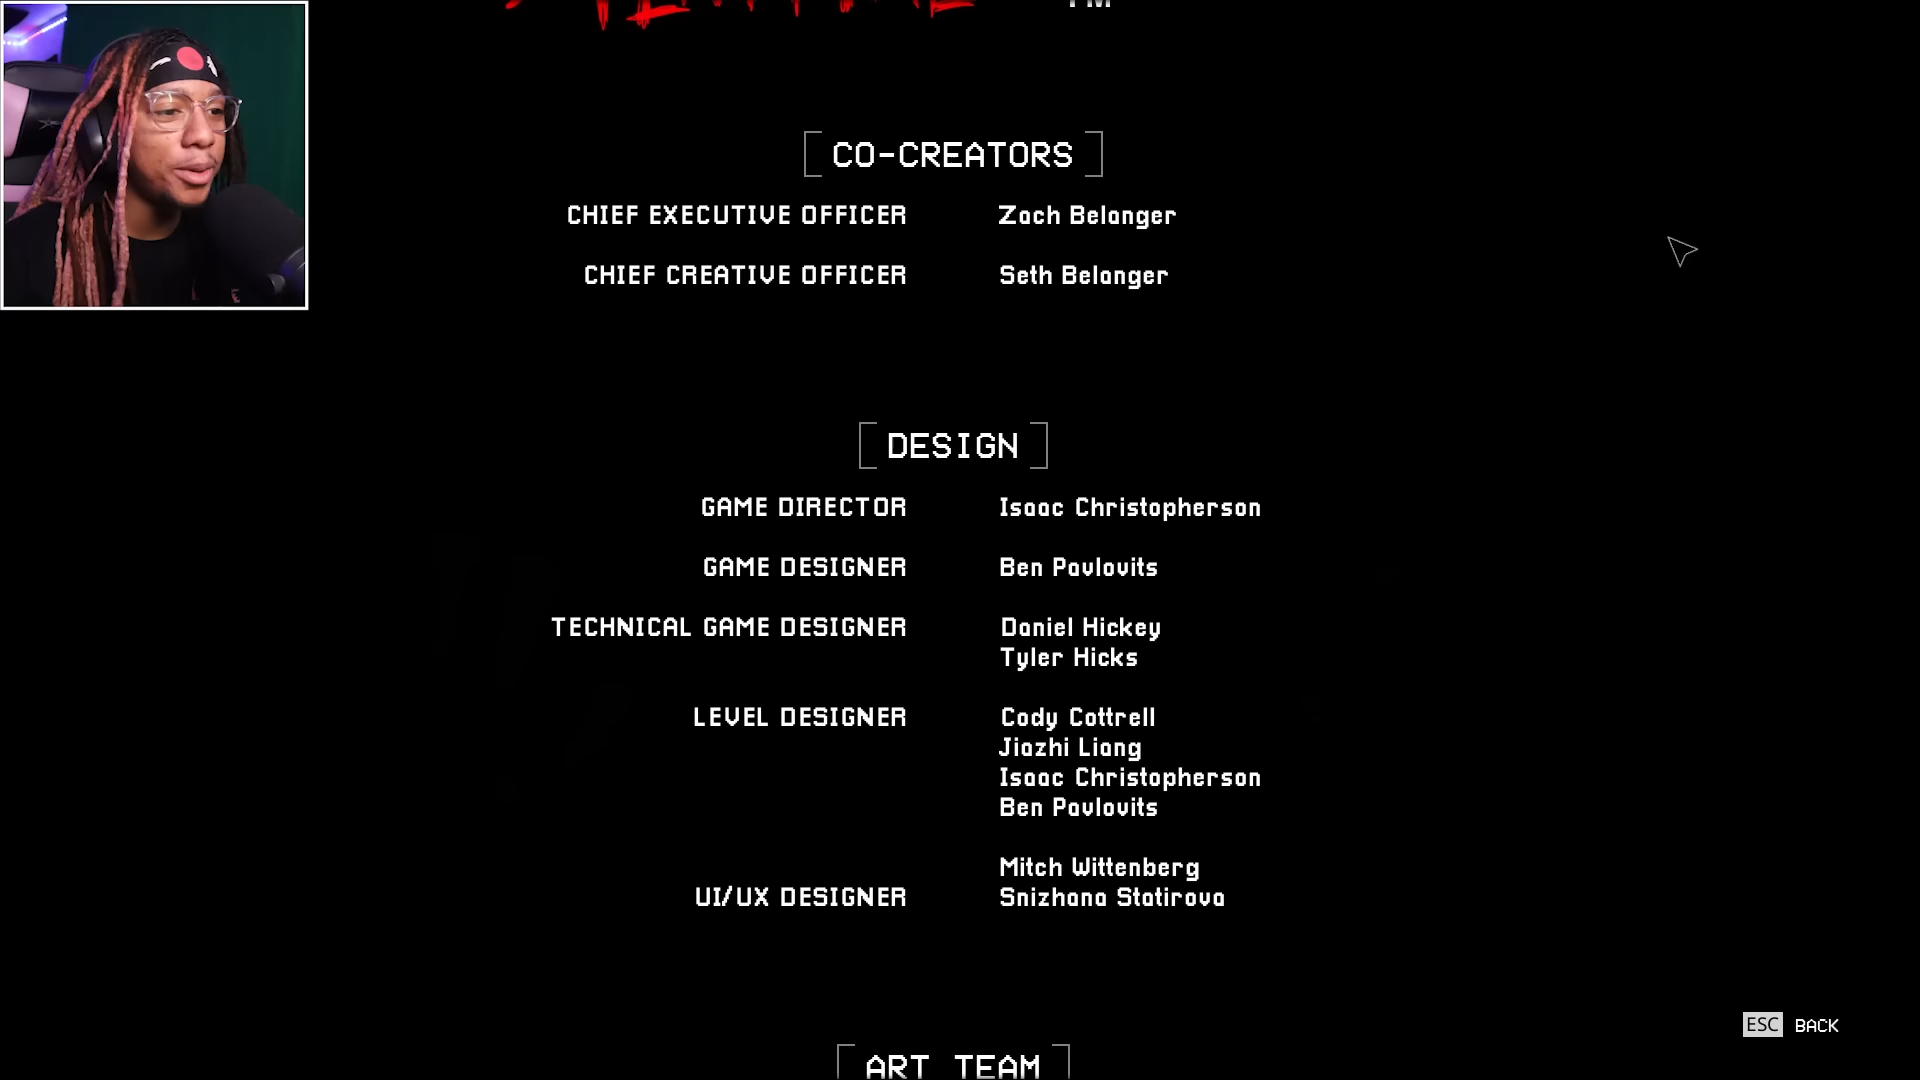 TM
CO-CREATORS
CHIEF EXECUTIVE OFFICER Zach Belanger
CHIEF CREATIVE OFFICER Seth Belanger
DESIGN
GAME DIRECTOR Isaac Christopherson
GAME DESIGNER Ben Pavlovits
TECHNICAL GAME DESIGNER Daniel Hickey
Tyler Hicks
LEVEL DESIGNER Cody Cottrell
Jiazhi Liang
Isaac Christopherson
Ben Pavlovits
Mitch Wittenberg
UI/UX DESIGNER Snizhana Statirova
ESC BACK
ART TEAM